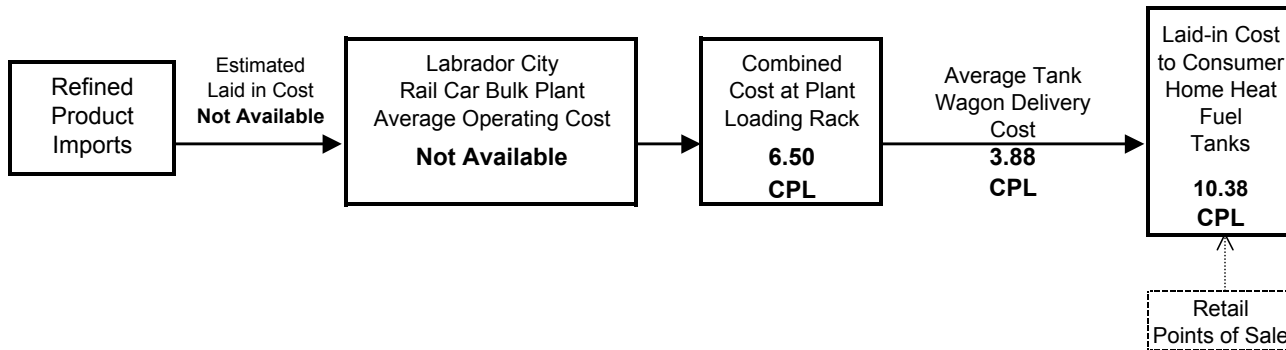 Refined
Product
Imports
Estimated
Laid in Cost
Not Available
Labrador City
Rail Car Bulk Plant
Average Operating Cost
Not Available
Combined
Cost at Plant
Loading Rack
6.50
CPL
Average Tank
Wagon Delivery
Cost
3.88
CPL
Laid-in Cost
to Consumer
Home Heat
Fuel
Tanks
10.38
CPL
Retail
Points of Sale